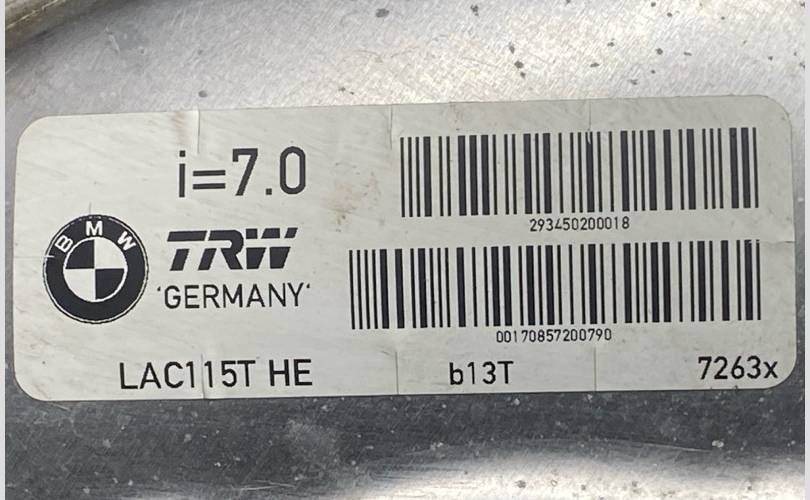 i=7.0
293450200018
BMW
TRW
'GERMANY'
00170857200790
LAC115T HE b13T 7263x